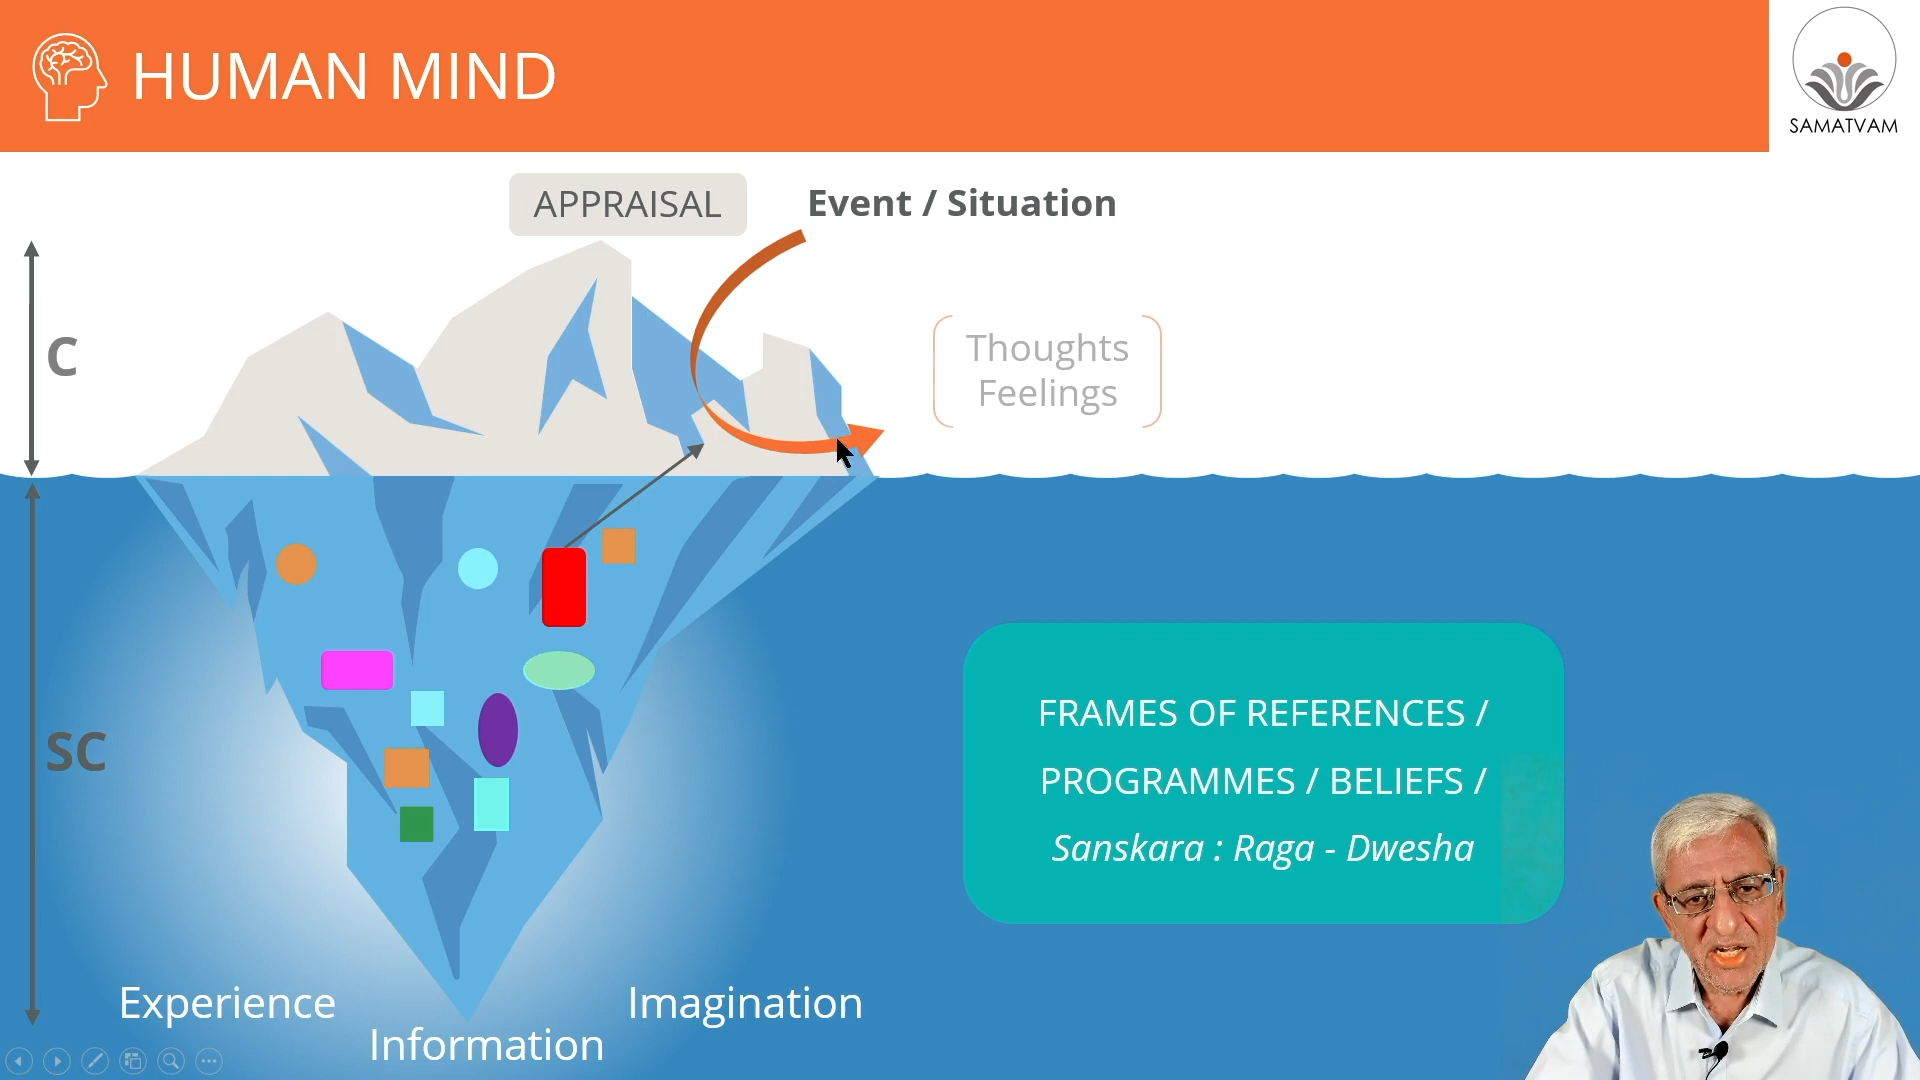 HUMAN MIND
SAMATVAM
APPRAISAL
Event / Situation
Thoughts
Feelings
C
SC
FRAMES OF REFERENCES /
PROGRAMMES / BELIEFS /
Sanskara : Raga - Dwesha
Experience
Imagination
Information